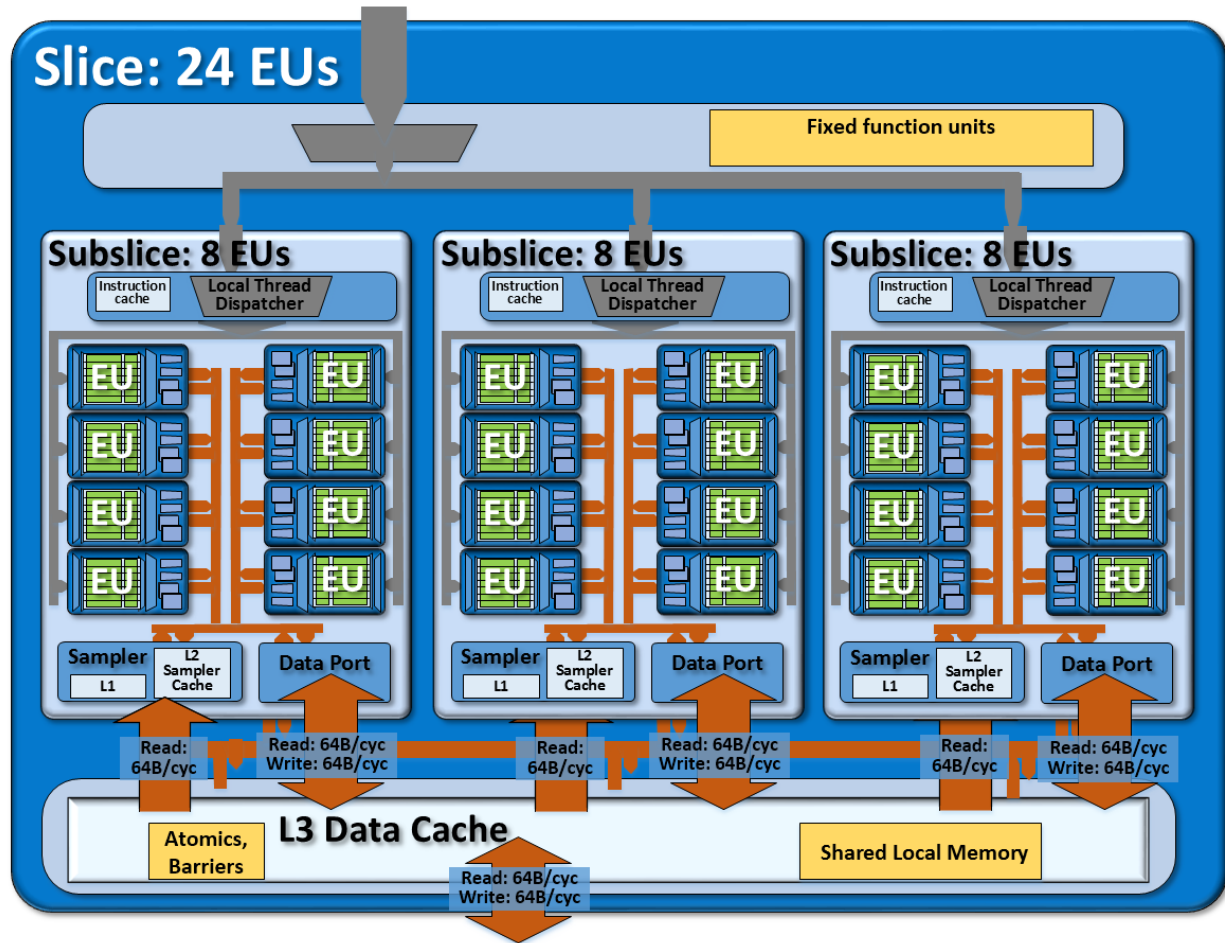 Slice: 24 EUs
Fixed function units
Subslice: 8 EUs
Instruction
cache
Local Thread
Dispatcher
EU
EU
EU
EU
EU
EU
EU
EU
Sampler
L1
L2
Sampler
Cache
Data Port
Subslice: 8 EUs
Instruction
cache
Local Thread
Dispatcher
EU
EU
EU
EU
EU
EU
EU
EU
Sampler
L1
L2
Sampler
Cache
Data Port
Subslice: 8 EUs
Instruction
cache
Local Thread
Dispatcher
EU
EU
EU
EU
EU
EU
EU
EU
Sampler
L1
L2
Sampler
Cache
Data Port
Read:
64B/cyc
Read: 64B/cyc
Write: 64B/cyc
Read:
64B/cyc
Read: 64B/cyc
Write: 64B/cyc
Read:
64B/cyc
Read: 64B/cyc
Write: 64B/cyc
L3 Data Cache
Atomics,
Barriers
Shared Local Memory
Read: 64B/cyc
Write: 64B/cyc